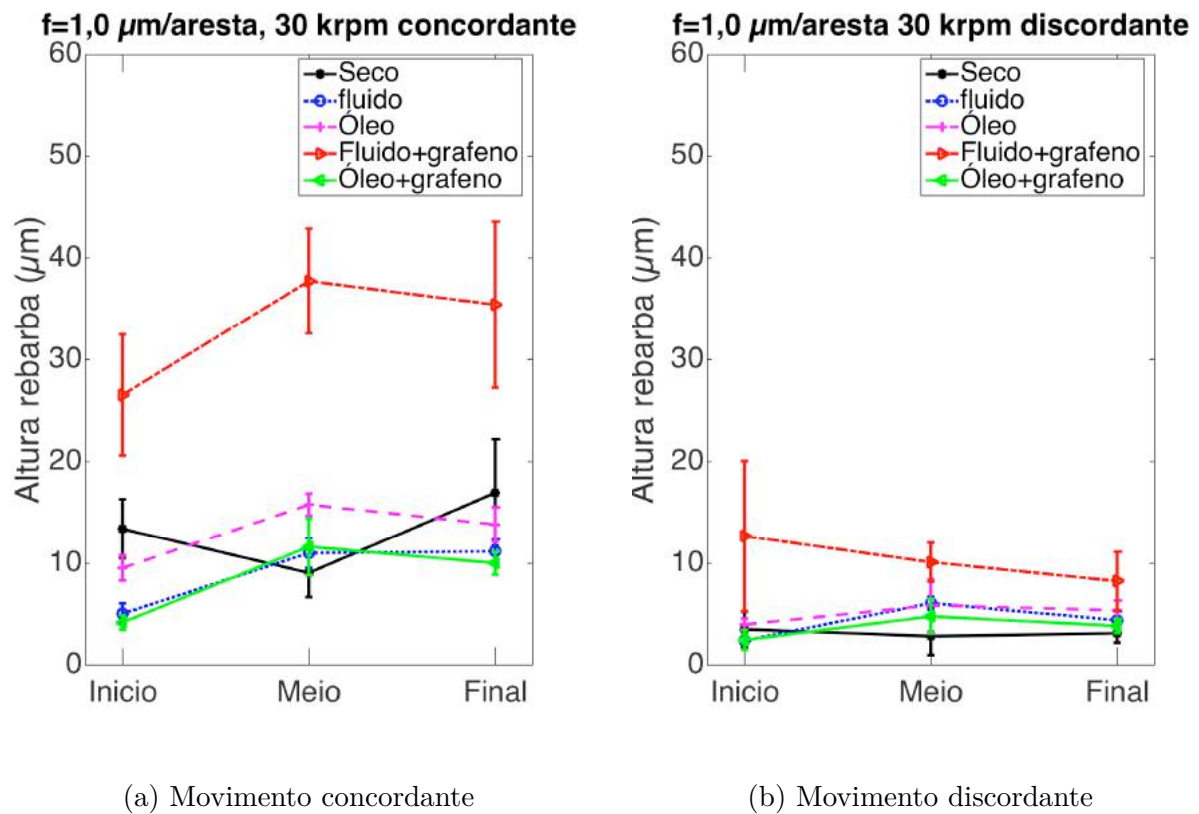 f=1,0 µm/aresta, 30 krpm concordante
60
50
40
30
20
10
0
Altura rebarba (µm)
Seco
fluido
Óleo
Fluido+grafeno
Óleo+grafeno
Inicio Meio Final
(a) Movimento concordante
f=1,0 µm/aresta 30 krpm discordante
60
50
40
30
20
10
0
Altura rebarba (µm)
Seco
fluido
Óleo
Fluido+grafeno
Óleo+grafeno
Inicio Meio Final
(b) Movimento discordante